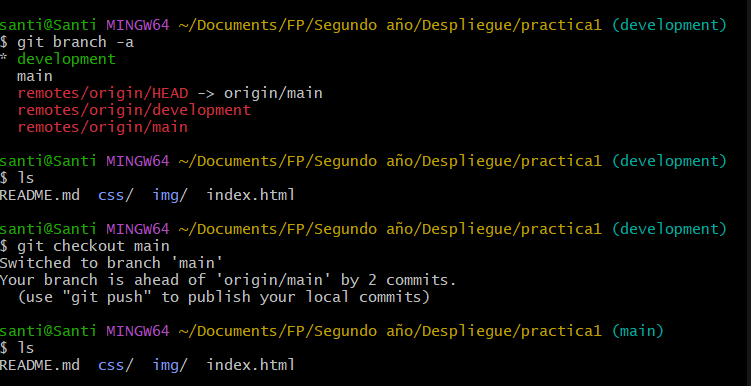 santi@Santi MINGW64 ~/Documents/FP/Segundo año/Despliegue/practica1 (development)
$ git branch -a
* development
  main
  remotes/origin/HEAD -> origin/main
  remotes/origin/development
  remotes/origin/main

santi@Santi MINGW64 ~/Documents/FP/Segundo año/Despliegue/practica1 (development)
$ ls
README.md  css/  img/  index.html

santi@Santi MINGW64 ~/Documents/FP/Segundo año/Despliegue/practica1 (development)
$ git checkout main
Switched to branch 'main'
Your branch is ahead of 'origin/main' by 2 commits.
  (use "git push" to publish your local commits)

santi@Santi MINGW64 ~/Documents/FP/Segundo año/Despliegue/practica1 (main)
$ ls
README.md  css/  img/  index.html